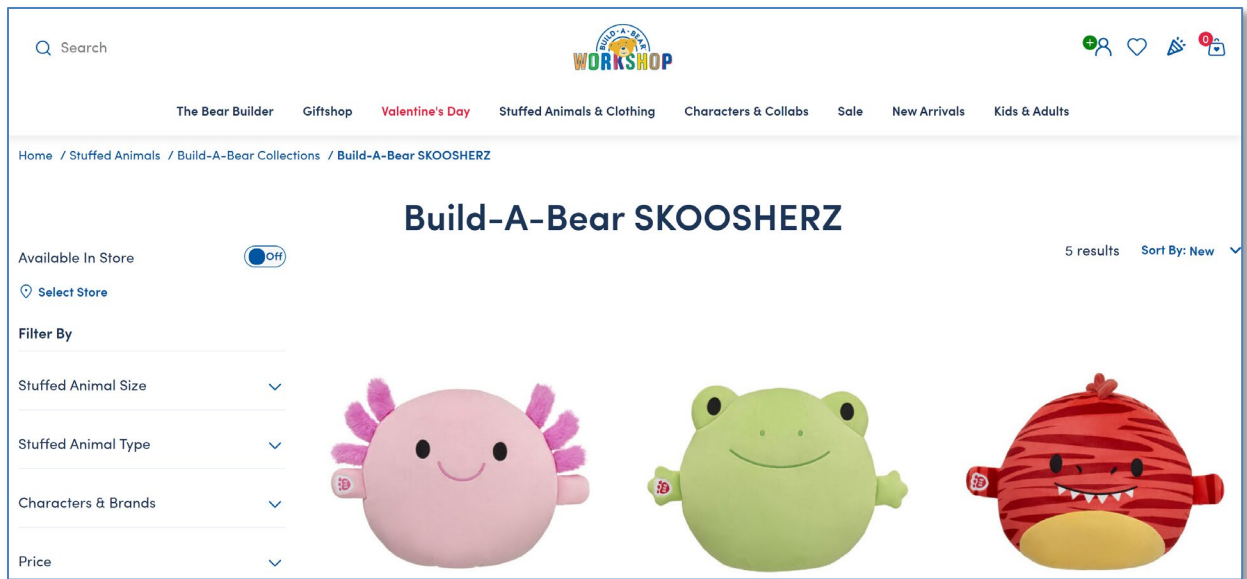 Search
BUILD-A-BEAR
WORKSHOP
+
0
The Bear Builder Giftshop Valentine's Day Stuffed Animals & Clothing Characters & Collabs Sale New Arrivals Kids & Adults
Home / Stuffed Animals / Build-A-Bear Collections / Build-A-Bear SKOOSHERZ
Build-A-Bear SKOOSHERZ
Available In Store Off
5 results Sort By: New
Select Store
Filter By
Stuffed Animal Size
Stuffed Animal Type
Characters & Brands
Price